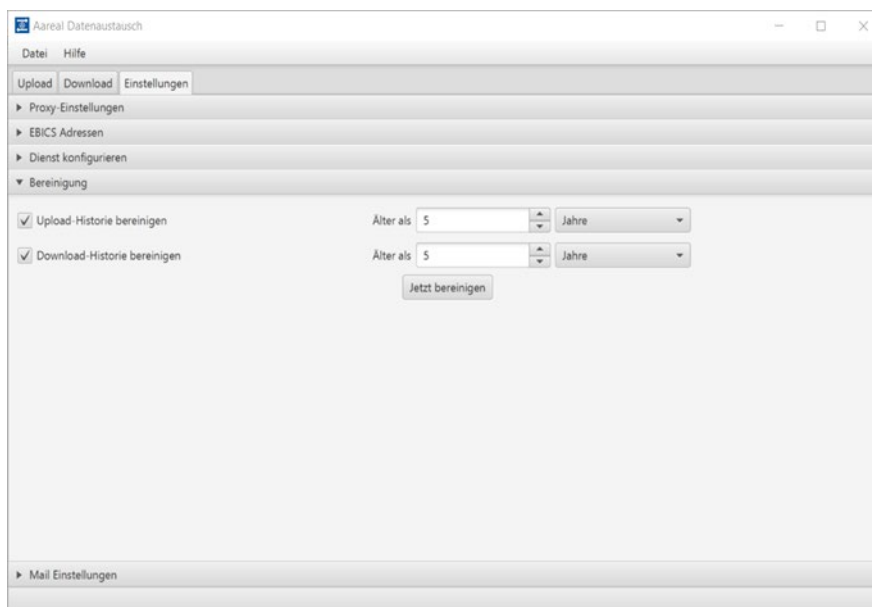 Aareal Datenaustausch
Datei Hilfe
Upload Download Einstellungen
Proxy-Einstellungen
EBICS Adressen
Dienst konfigurieren
Bereinigung
Upload-Historie bereinigen Älter als 5 Jahre
Download-Historie bereinigen Älter als 5 Jahre
Jetzt bereinigen
Mail Einstellungen